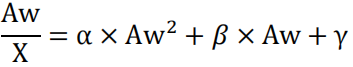 Aw/X = α × Aw² + β × Aw + γ